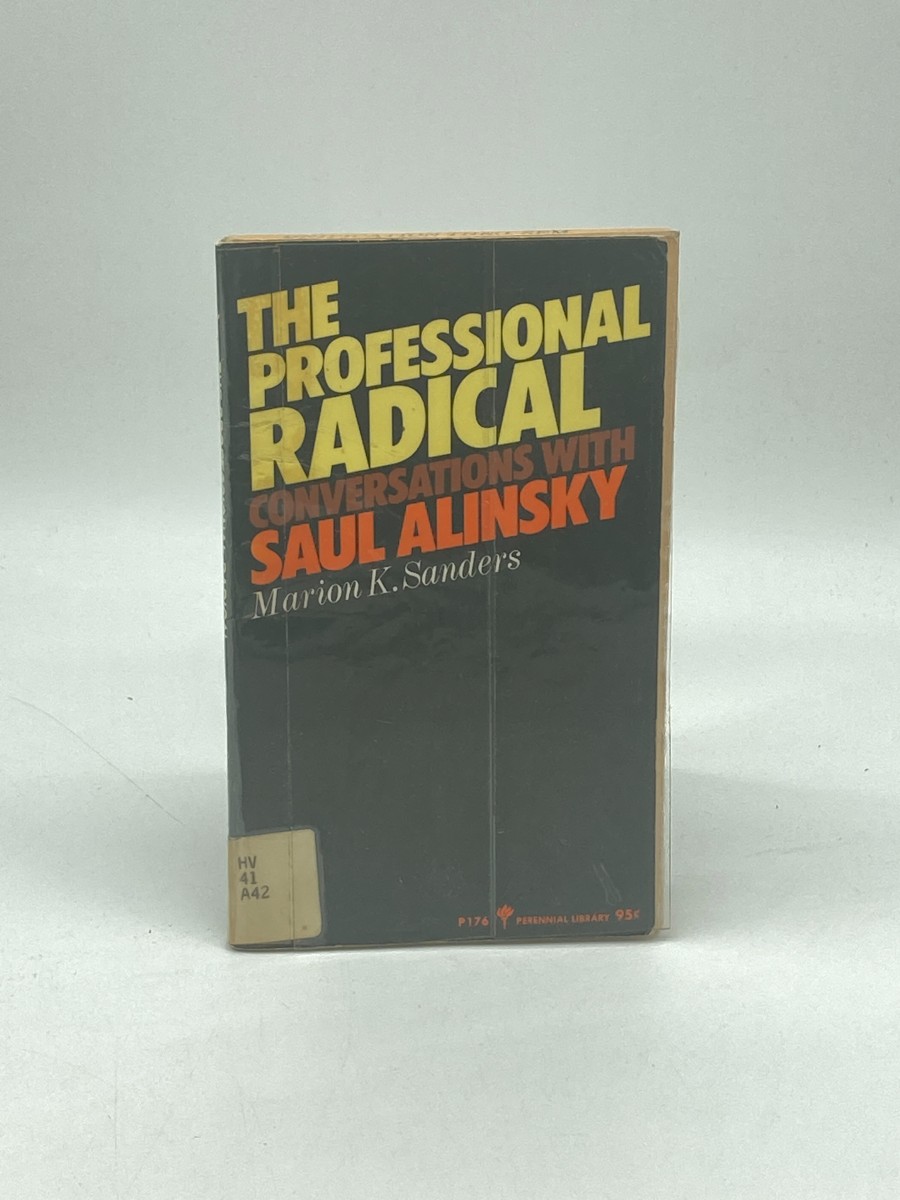 THE
PROFESSIONAL
RADICAL
CONVERSATIONS WITH
SAUL ALINSKY
Marion K. Sanders
HV
41
A42
P176 PERENNIAL LIBRARY 95¢